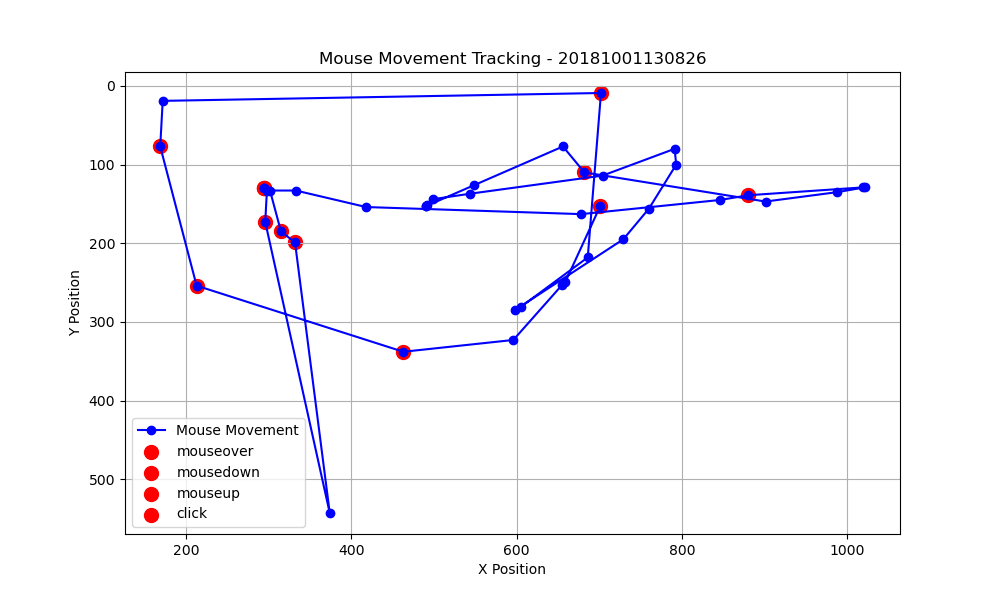 Mouse Movement Tracking - 20181001130826
Y Position
0
100
200
300
400
500
Mouse Movement
mouseover
mousedown
mouseup
click
200
400
600
800
1000
X Position